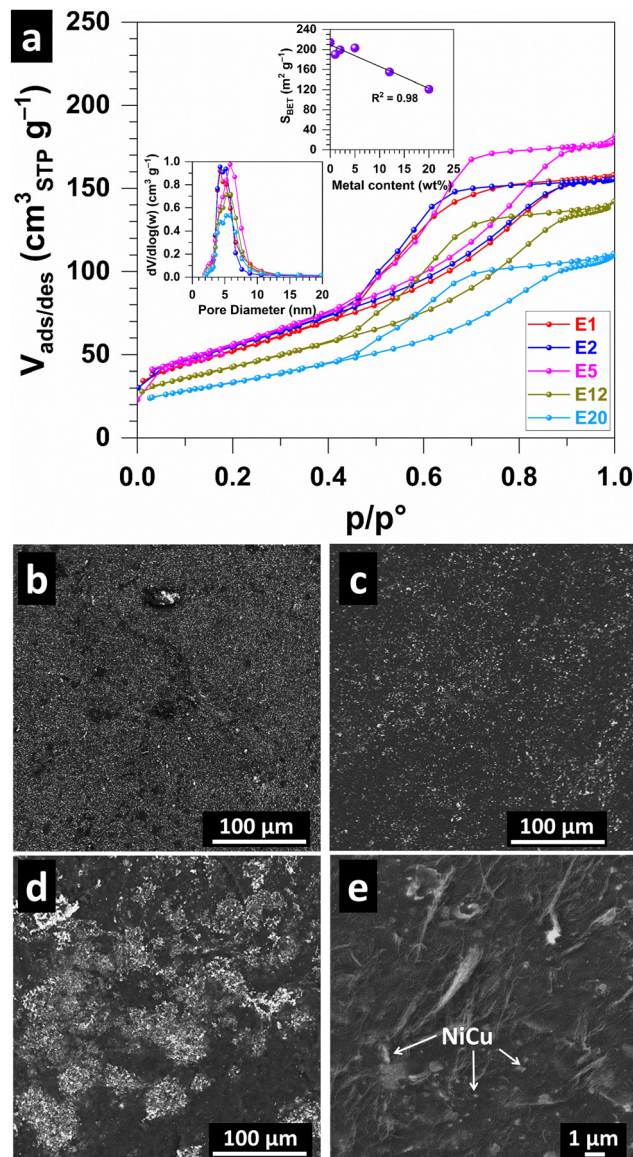 a
V ads/des (cm³ STP g⁻¹)
250
200
150
100
50
0
S BET (m² g⁻¹)
240
200
160
120
80
40
0
R² = 0.98
0 5 10 15 20 25
Metal content (wt%)
dV/dlog(w) (cm³ g⁻¹)
1.0
0.8
0.6
0.4
0.2
0.0
0 5 10 15 20
Pore Diameter (nm)
E1
E2
E5
E12
E20
0.0 0.2 0.4 0.6 0.8 1.0
p/p°
b
100 µm
c
100 µm
d
100 µm
e
NiCu
1 µm